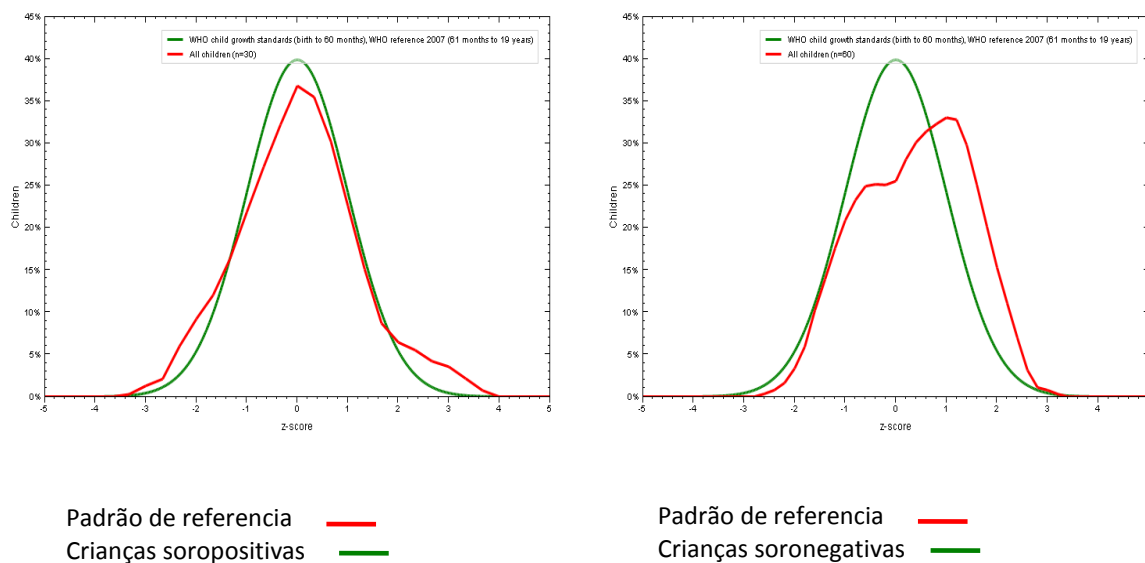 45%
40%
35%
30%
25%
20%
15%
10%
5%
0%
Children
WHO child growth standards (birth to 60 months), WHO reference 2007 (61 months to 19 years)
All children (n=30)
-5 -4 -3 -2 -1 0 1 2 3 4 5
z-score
45%
40%
35%
30%
25%
20%
15%
10%
5%
0%
Children
WHO child growth standards (birth to 60 months), WHO reference 2007 (61 months to 19 years)
All children (n=60)
-5 -4 -3 -2 -1 0 1 2 3 4
z-score
Padrão de referencia
Crianças soropositivas
Padrão de referencia
Crianças soronegativas